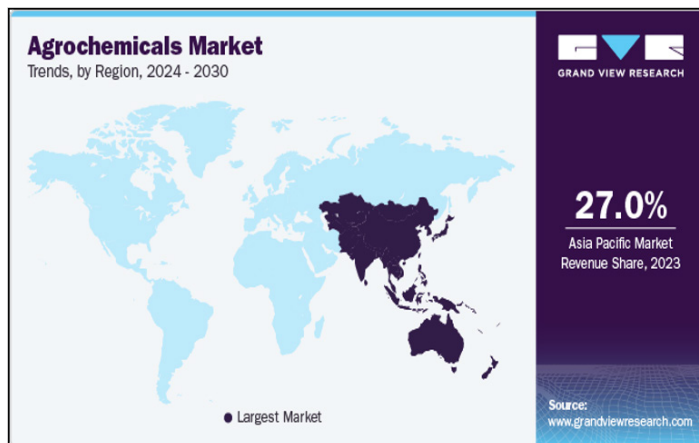 Agrochemicals Market
Trends, by Region, 2024 - 2030
GRAND VIEW RESEARCH
27.0%
Asia Pacific Market
Revenue Share, 2023
Largest Market
Source:
www.grandviewresearch.com